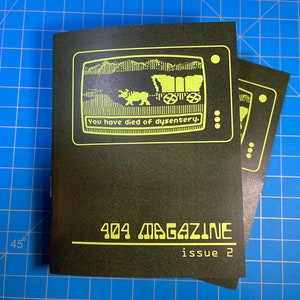 You have died of dysentery.
404 MAGAZINE
issue 2
45°